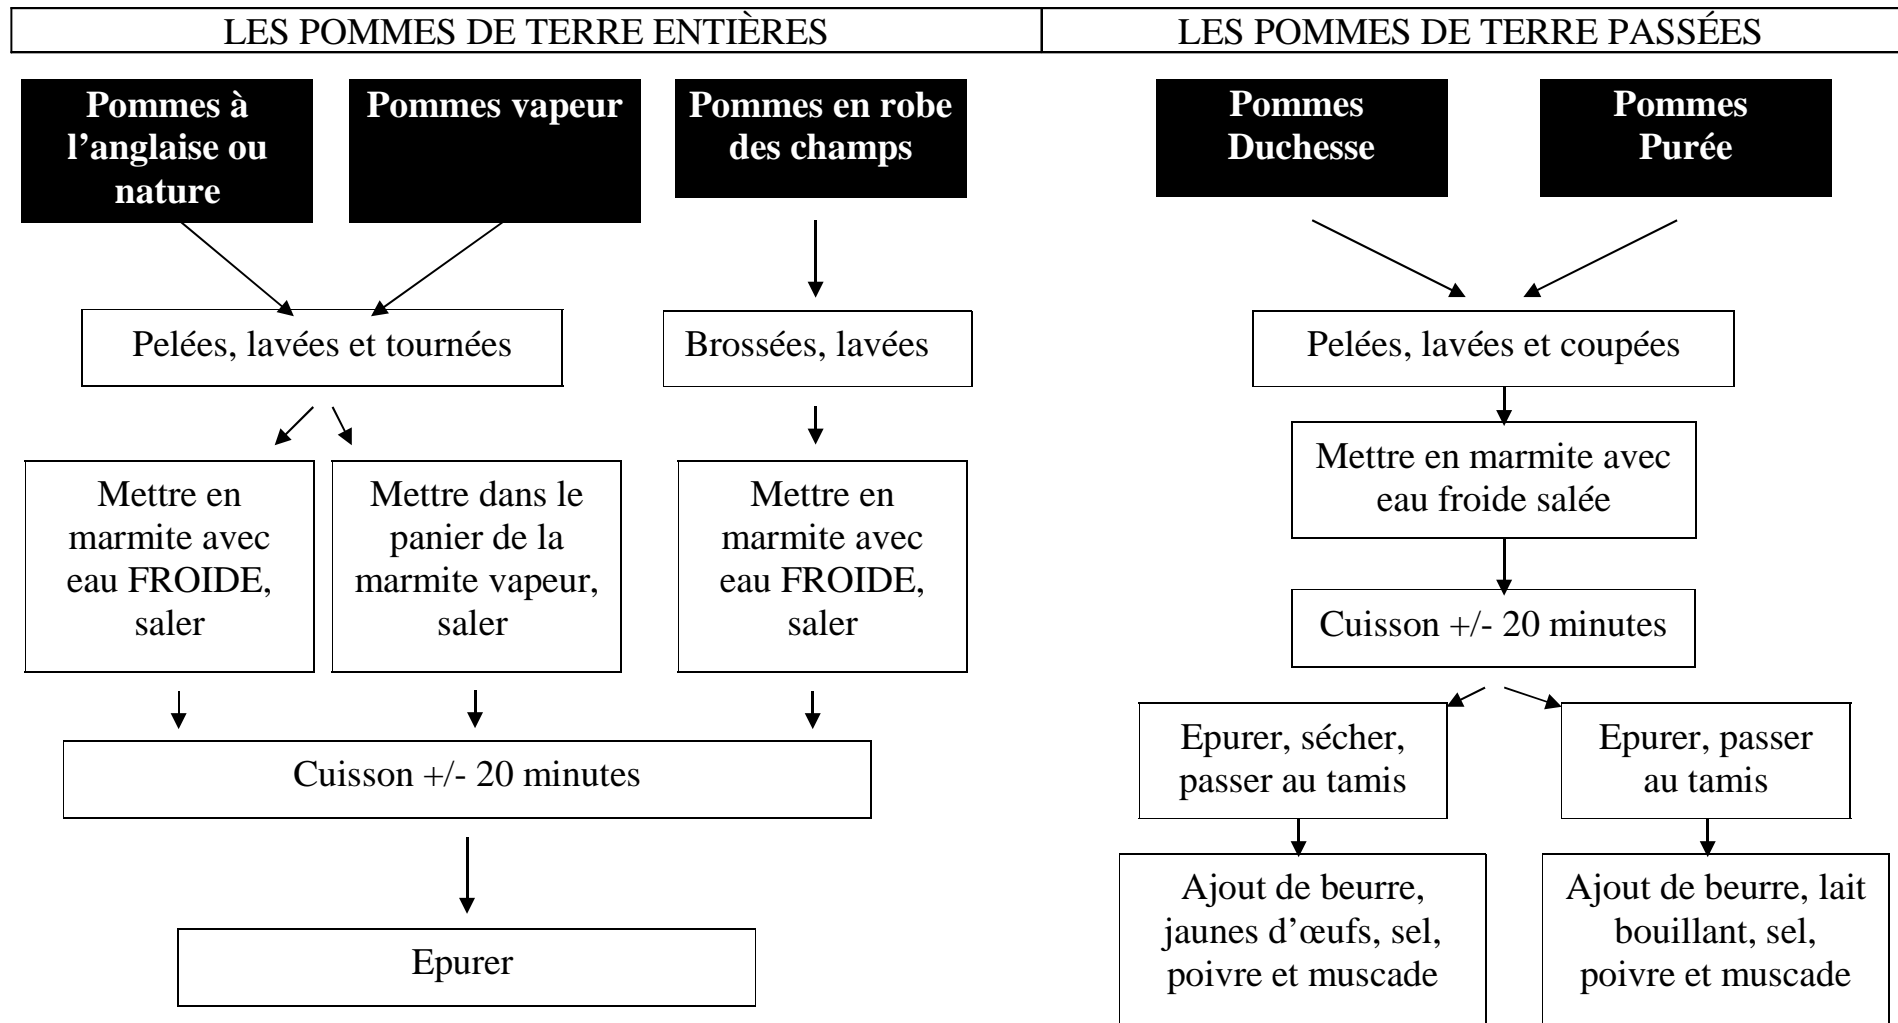 LES POMMES DE TERRE ENTIÈRES
LES POMMES DE TERRE PASSÉES
Pommes à
l’anglaise ou
nature
Pommes vapeur
Pommes en robe
des champs
Pelées, lavées et tournées
Brossées, lavées
Mettre en
marmite avec
eau FROIDE,
saler
Mettre dans le
panier de la
marmite vapeur,
saler
Mettre en
marmite avec
eau FROIDE,
saler
Cuisson +/- 20 minutes
Epurer
Pommes
Duchesse
Pommes
Purée
Pelées, lavées et coupées
Mettre en marmite avec
eau froide salée
Cuisson +/- 20 minutes
Epurer, sécher,
passer au tamis
Epurer, passer
au tamis
Ajout de beurre,
jaunes d’œufs, sel,
poivre et muscade
Ajout de beurre, lait
bouillant, sel,
poivre et muscade